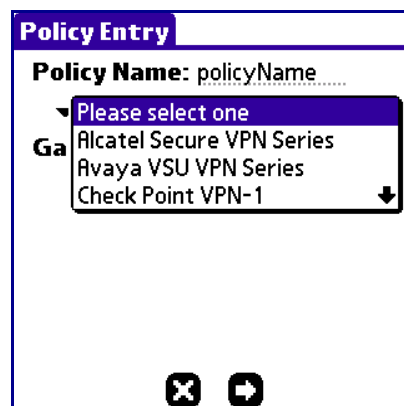 Policy Entry
Policy Name: policyName
Please select one
Alcatel Secure VPN Series
Ga
Avaya VSU VPN Series
Check Point VPN-1